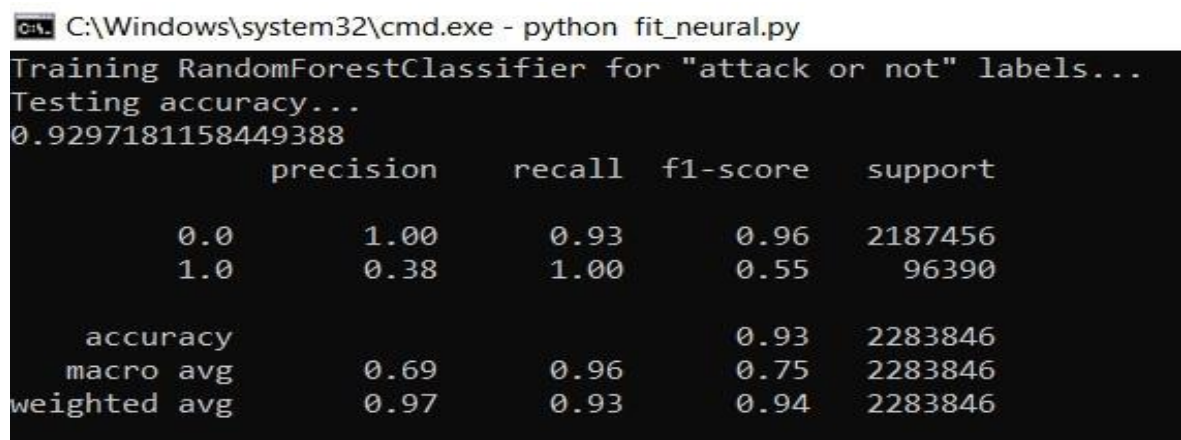 C:\Windows\system32\cmd.exe - python fit_neural.py
Training RandomForestClassifier for "attack or not" labels...
Testing accuracy...
0.9297181158449388
precision recall f1-score support
0.0 1.00 0.93 0.96 2187456
1.0 0.38 1.00 0.55 96390
accuracy 0.93 2283846
macro avg 0.69 0.96 0.75 2283846
weighted avg 0.97 0.93 0.94 2283846